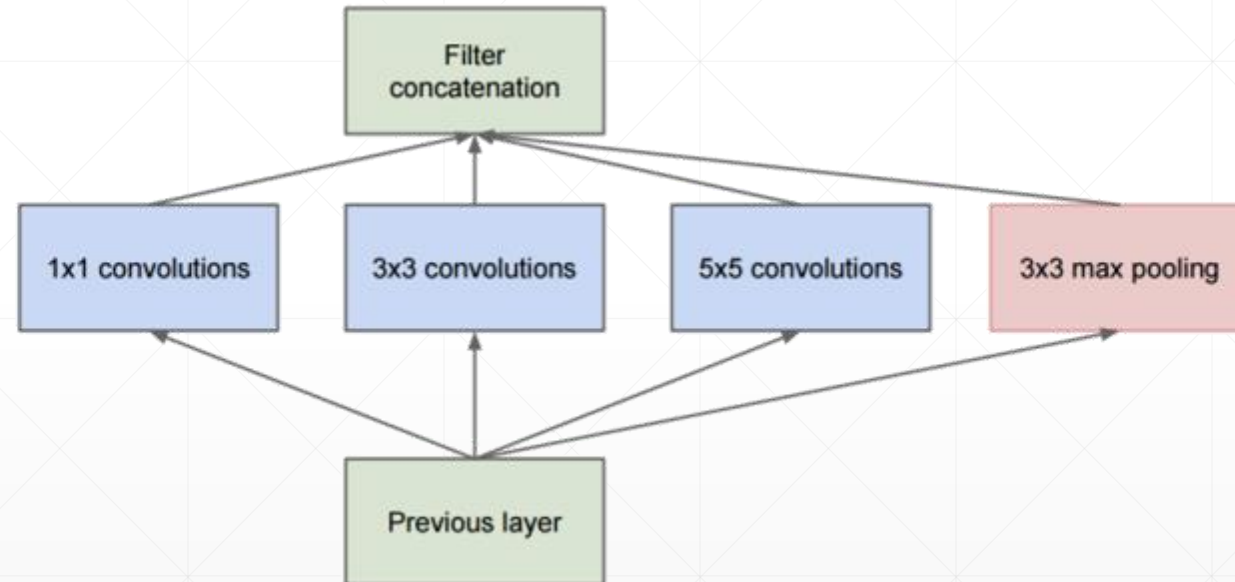 Filter
concatenation
1x1 convolutions
3x3 convolutions
5x5 convolutions
3x3 max pooling
Previous layer